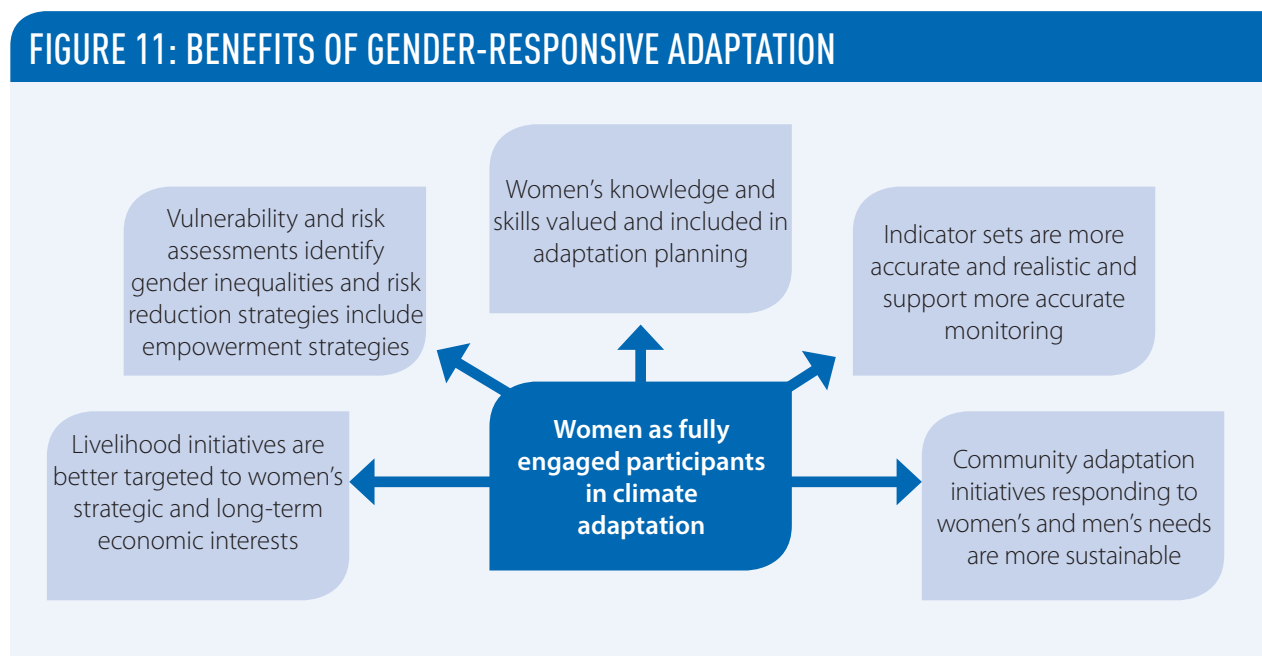 FIGURE 11: BENEFITS OF GENDER-RESPONSIVE ADAPTATION
Women’s knowledge and
skills valued and included in
adaptation planning
Vulnerability and risk
assessments identify
gender inequalities and risk
reduction strategies include
empowerment strategies
Indicator sets are more
accurate and realistic and
support more accurate
monitoring
Livelihood initiatives are
better targeted to women’s
strategic and long-term
economic interests
Women as fully
engaged participants
in climate
adaptation
Community adaptation
initiatives responding to
women’s and men’s needs
are more sustainable